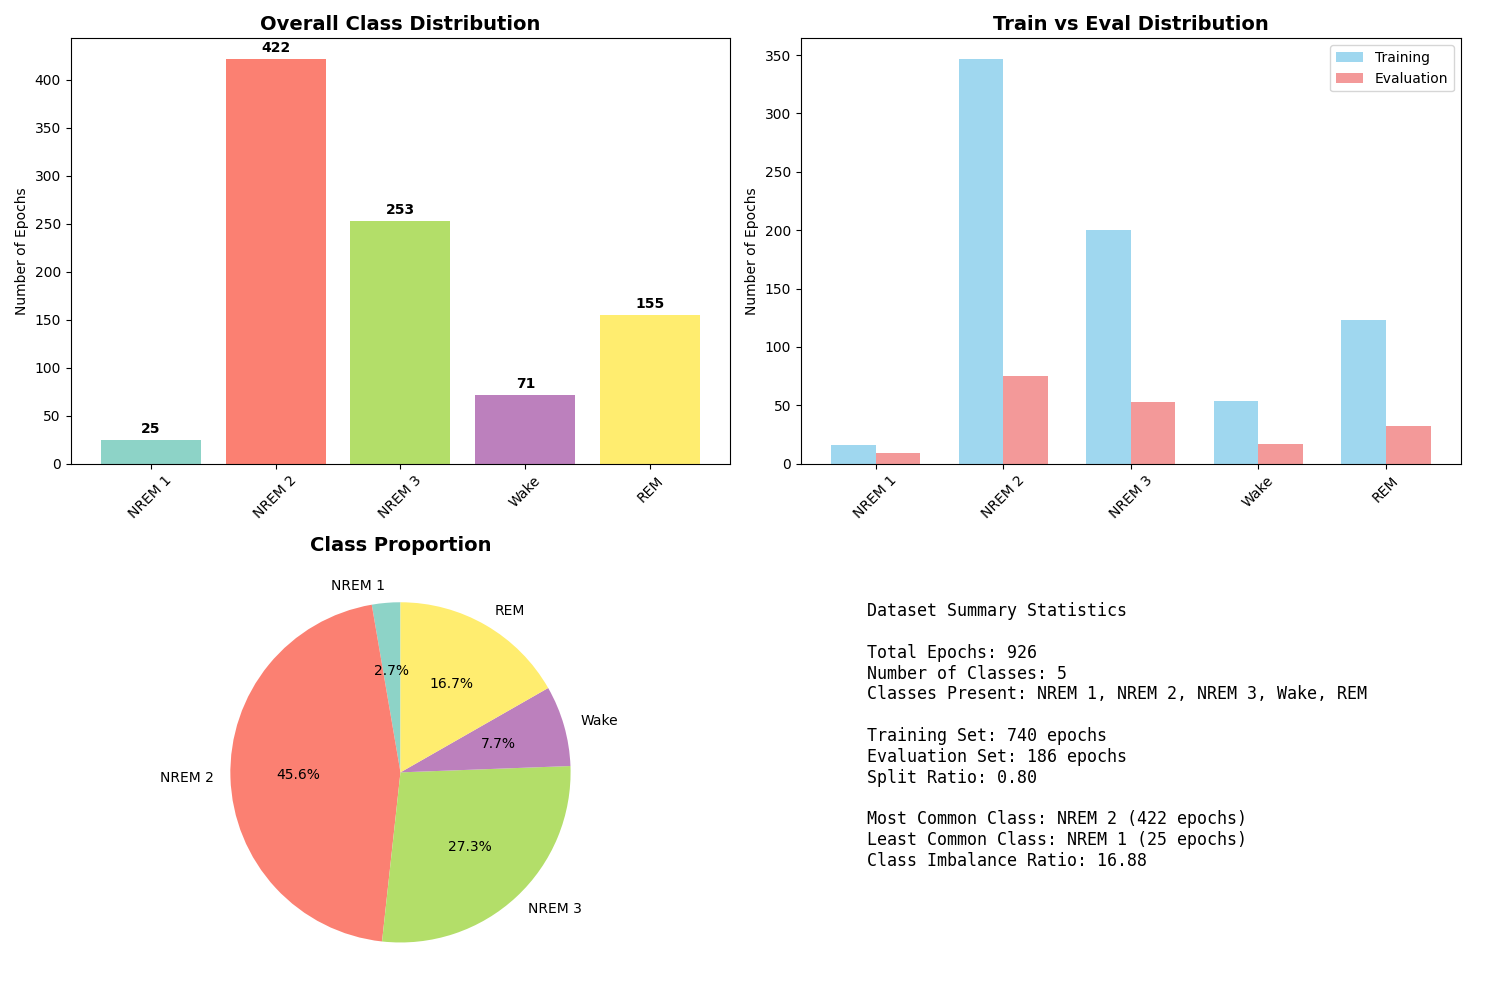 Overall Class Distribution
Number of Epochs
0
50
100
150
200
250
300
350
400
25
422
253
71
155
NREM 1
NREM 2
NREM 3
Wake
REM
Train vs Eval Distribution
Number of Epochs
0
50
100
150
200
250
300
350
Training
Evaluation
NREM 1
NREM 2
NREM 3
Wake
REM
Class Proportion
NREM 1
2.7%
NREM 2
45.6%
NREM 3
27.3%
Wake
7.7%
REM
16.7%
Dataset Summary Statistics
Total Epochs: 926
Number of Classes: 5
Classes Present: NREM 1, NREM 2, NREM 3, Wake, REM
Training Set: 740 epochs
Evaluation Set: 186 epochs
Split Ratio: 0.80
Most Common Class: NREM 2 (422 epochs)
Least Common Class: NREM 1 (25 epochs)
Class Imbalance Ratio: 16.88